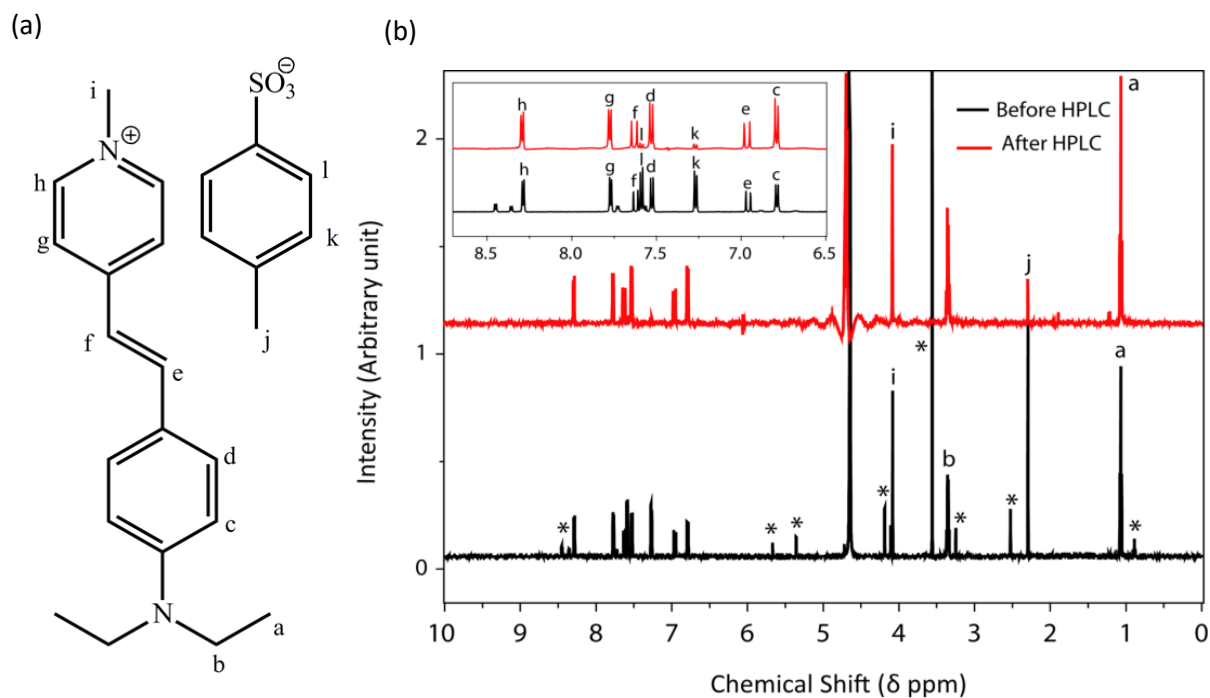 (a)
i
N
⊕
h
g
f
e
d
c
N
a
b
SO3⊖
l
k
j
(b)
Intensity (Arbitrary unit)
2
1
0
h
g
f
l
d
k
e
c
h
g
f
l
d
k
e
c
8.5 8.0 7.5 7.0 6.5
Before HPLC
After HPLC
i
a
j
*
i
a
b
*
*
*
*
*
*
*
10 9 8 7 6 5 4 3 2 1 0
Chemical Shift (δ ppm)